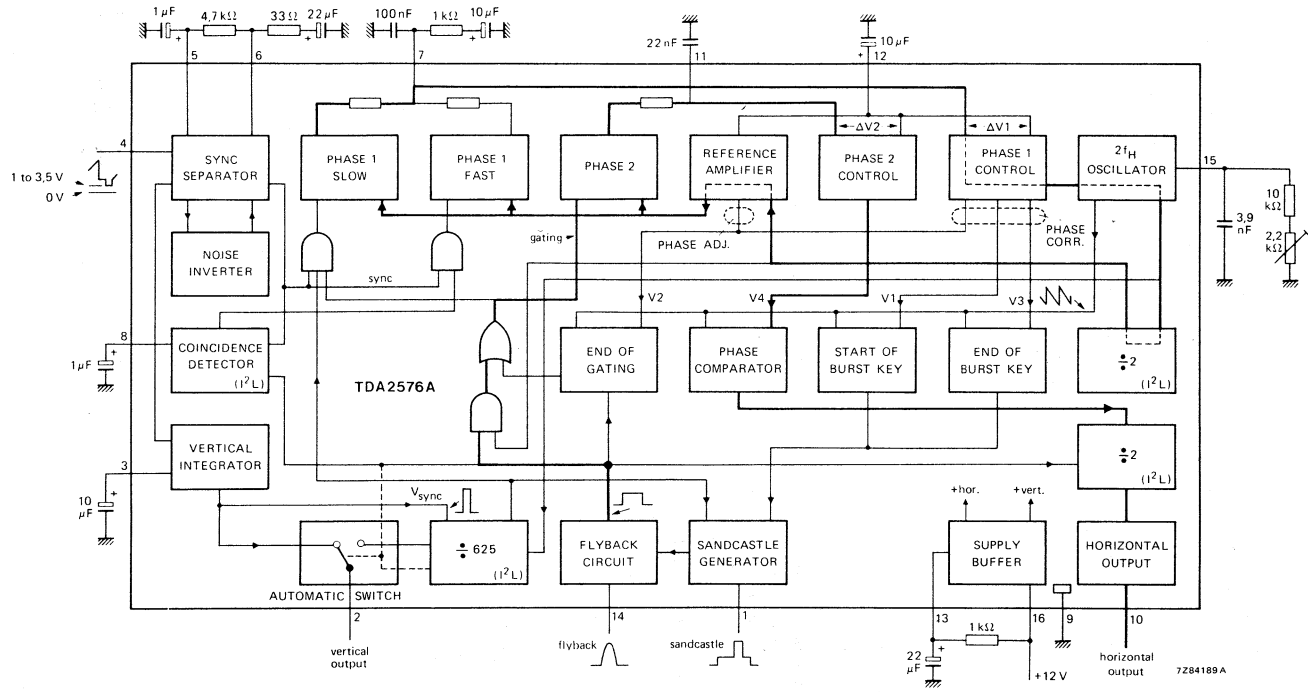 1 µF
4,7 kΩ
33 Ω
22 µF
100 nF
1 kΩ
10 µF
22 nF
10 µF
+
+
+
+
5
6
7
11
12
4
1 to 3,5 V
0 V
SYNC
SEPARATOR
PHASE 1
SLOW
PHASE 1
FAST
PHASE 2
REFERENCE
AMPLIFIER
ΔV2
PHASE 2
CONTROL
ΔV1
PHASE 1
CONTROL
2fH
OSCILLATOR
15
10
kΩ
3,9
nF
2,2
kΩ
NOISE
INVERTER
gating
PHASE ADJ.
PHASE
CORR.
sync
V2
V4
V1
V3
8
+
1 µF
COINCIDENCE
DETECTOR
(I²L)
TDA2576A
END OF
GATING
PHASE
COMPARATOR
START OF
BURST KEY
END OF
BURST KEY
÷2
(I²L)
VERTICAL
INTEGRATOR
÷2
(I²L)
3
+
10
µF
Vsync
+hor.
+vert.
÷625
(I²L)
FLYBACK
CIRCUIT
SANDCASTLE
GENERATOR
SUPPLY
BUFFER
HORIZONTAL
OUTPUT
AUTOMATIC SWITCH
2
14
1
13
16
9
10
vertical
output
flyback
sandcastle
1 kΩ
+
22
µF
+12 V
horizontal
output
7Z84189A